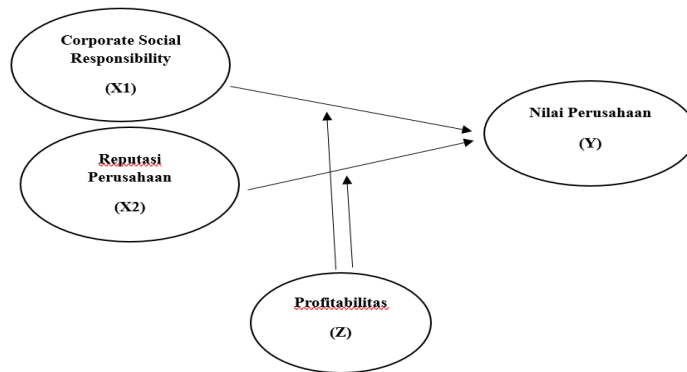 Corporate Social
Responsibility
(X1)
Reputasi
Perusahaan
(X2)
Nilai Perusahaan
(Y)
Profitabilitas
(Z)